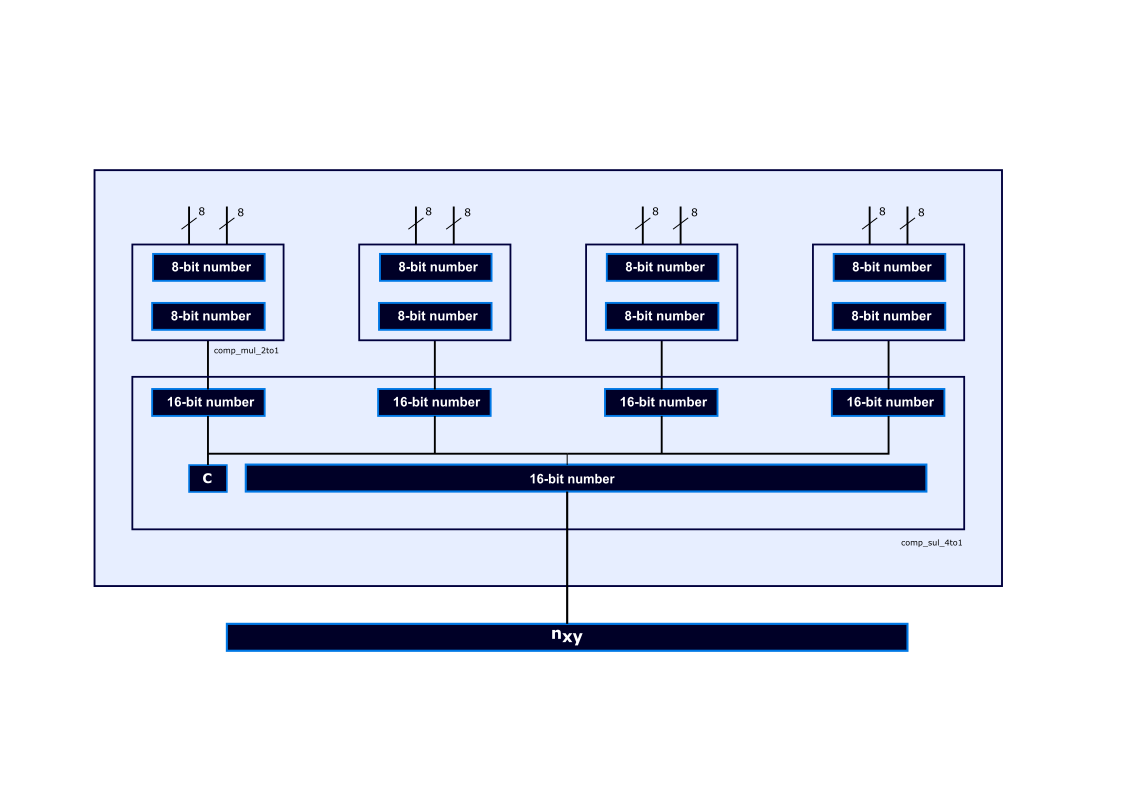 8 8 8 8 8 8 8 8
8-bit number 8-bit number 8-bit number 8-bit number
8-bit number 8-bit number 8-bit number 8-bit number
comp_mul_2to1
16-bit number 16-bit number 16-bit number 16-bit number
C 16-bit number
comp_sul_4to1
nxy